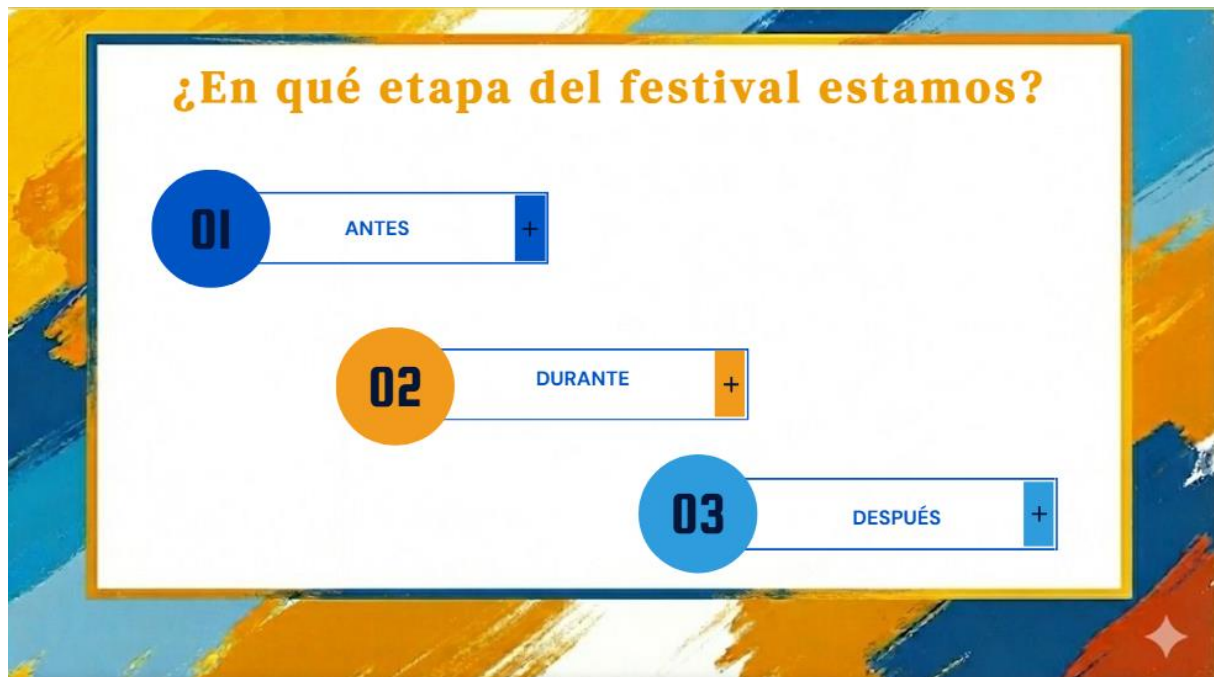 ¿En qué etapa del festival estamos?
01
ANTES
+
02
DURANTE
+
03
DESPUÉS
+